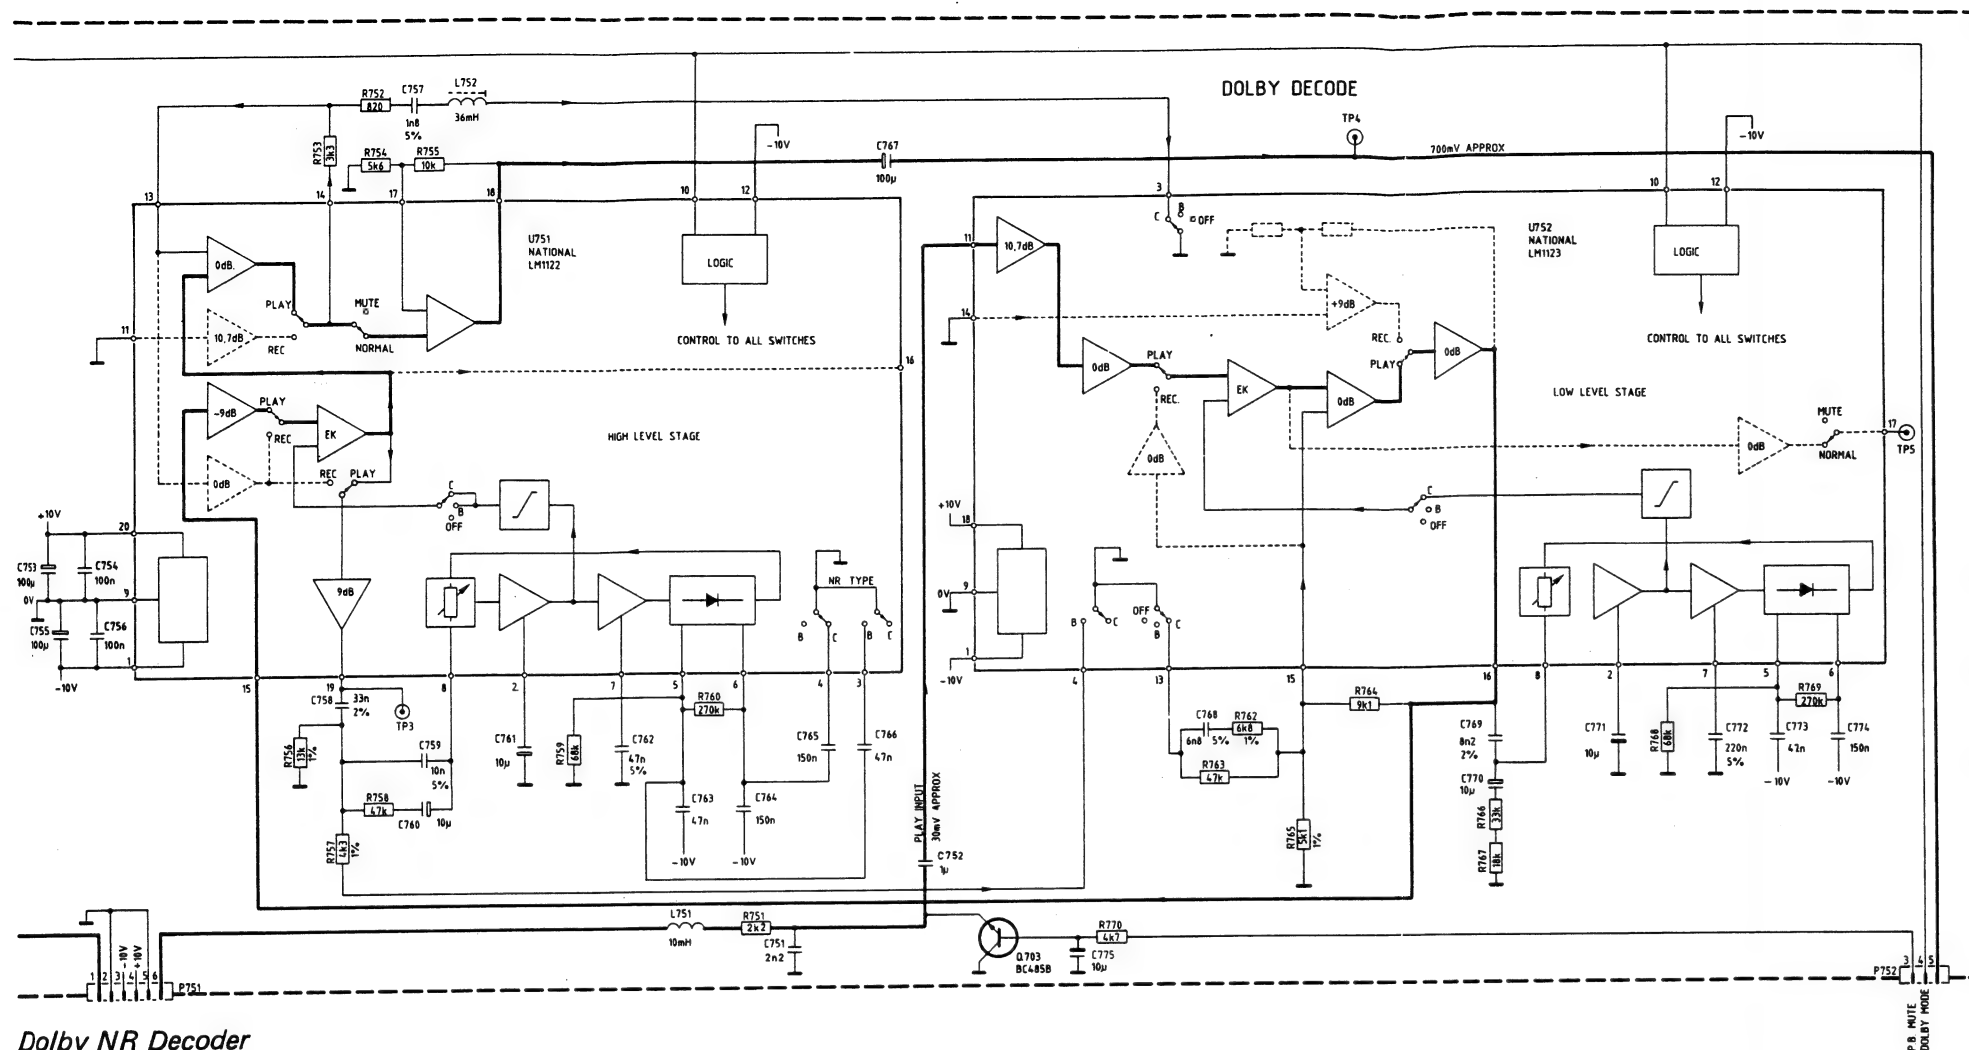 DOLBY DECODE
R752
820
C757
1n8
5%
L752
36mH
R753
3k3
R754
5k6
R755
10k
C767
100µ
-10V
TP4
700mV APPROX
-10V
13
14
17
18
10
12
3
10
12
U751
NATIONAL
LM1122
LOGIC
CONTROL TO ALL SWITCHES
0dB.
PLAY
MUTE
NORMAL
REC
10,7dB
11
16
-9dB
PLAY
REC
EK
0dB
REC
PLAY
HIGH LEVEL STAGE
C
B
OFF
9dB
NR TYPE
B
C
B
C
+10V
20
C753
100µ
C754
100n
0V
9
C755
100µ
C756
100n
-10V
1
15
19
8
2
7
5
6
4
3
C758
33n
2%
TP3
R756
13k
1%
C759
10n
5%
R758
47k
C760
10µ
R757
4k3
1%
C761
10µ
R759
68k
C762
47n
5%
R760
270k
C763
47n
-10V
C764
150n
-10V
C765
150n
C766
47n
PLAY INPUT
30mV APPROX
C752
1µ
11
10,7dB
C
B
OFF
U752
NATIONAL
LM1123
LOGIC
CONTROL TO ALL SWITCHES
14
+9dB
REC.
PLAY
0dB
0dB
PLAY
REC.
EK
0dB
0dB
LOW LEVEL STAGE
0dB
MUTE
NORMAL
17
TP5
C
B
OFF
+10V
18
9
0V
1
-10V
B
C
OFF
B
C
4
13
15
16
8
2
7
5
6
R764
9k1
C768
6n8
5%
R762
6k8
1%
R763
47k
R765
5k1
1%
C769
8n2
2%
C770
10µ
R766
33k
R767
18k
C771
10µ
R768
68k
C772
220n
5%
R769
270k
C773
47n
-10V
C774
150n
-10V
L751
10mH
R751
2k2
C751
2n2
Q703
BC485B
R770
4k7
C775
10µ
1
2
3
4
5
6
-10V
+10V
P751
P752
3
4
5
P.B. MUTE
DOLBY MODE
Dolby NR Decoder